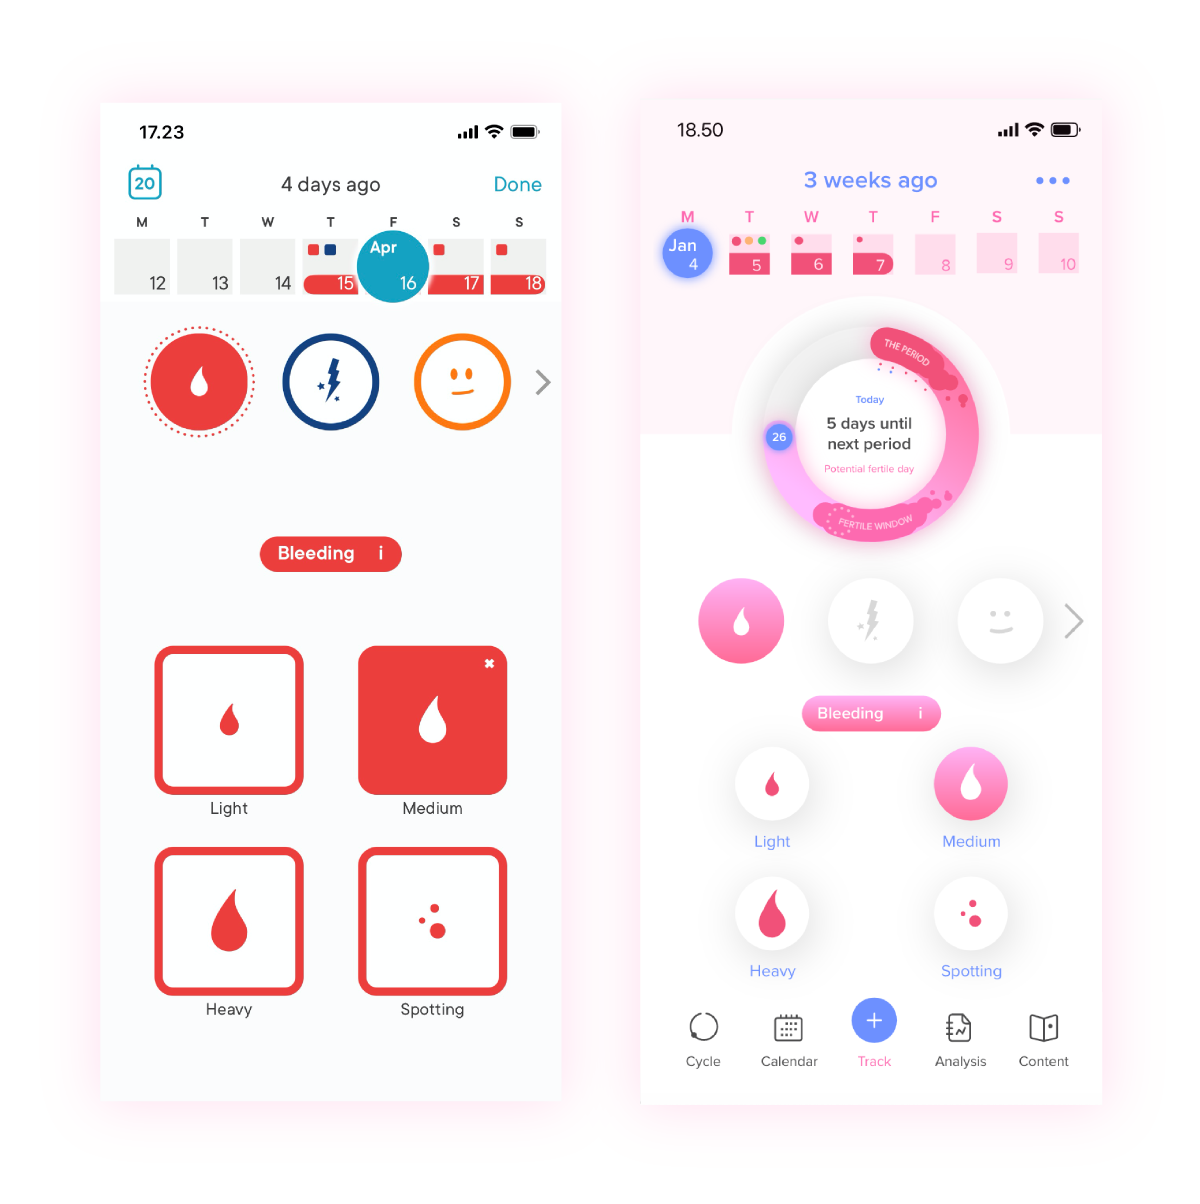 17.23
20
4 days ago
Done
M T W T F S S
Apr
12 13 14 15 16 17 18
Bleeding i
Light
Medium
Heavy
Spotting
18.50
3 weeks ago
M T W T F S S
Jan
4 5 6 7 8 9 10
THE PERIOD
Today
5 days until
next period
Potential fertile day
26
FERTILE WINDOW
Bleeding i
Light
Medium
Heavy
Spotting
Cycle
Calendar
Track
Analysis
Content